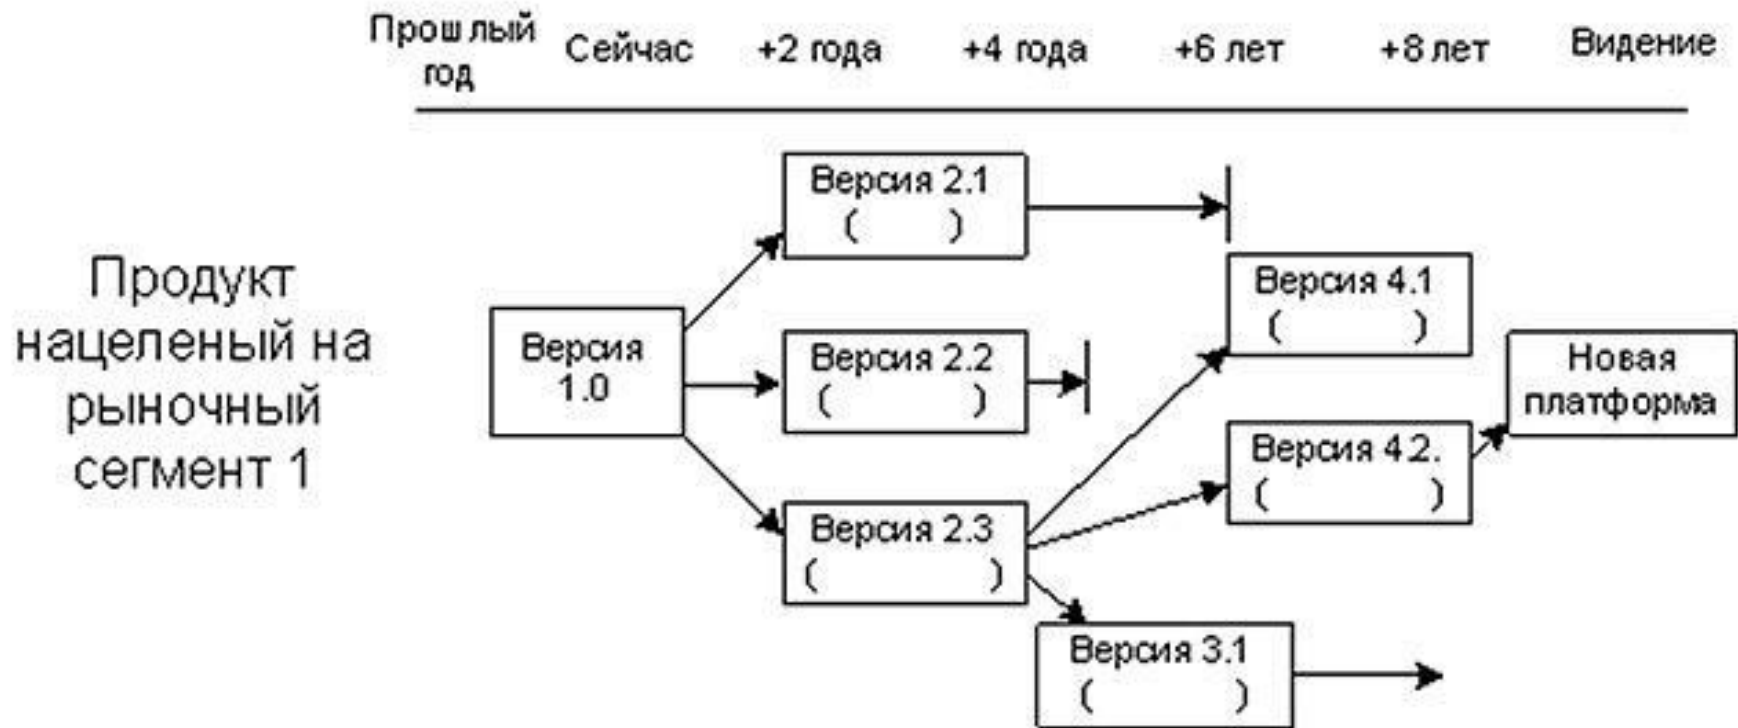 Прошлый
год
Сейчас
+2 года
+4 года
+6 лет
+8 лет
Видение
Продукт
нацеленый на
рыночный
сегмент 1
Версия
1.0
Версия 2.1
( )
Версия 2.2
( )
Версия 2.3
( )
Версия 3.1
( )
Версия 4.1
( )
Версия 4.2.
( )
Новая
платформа